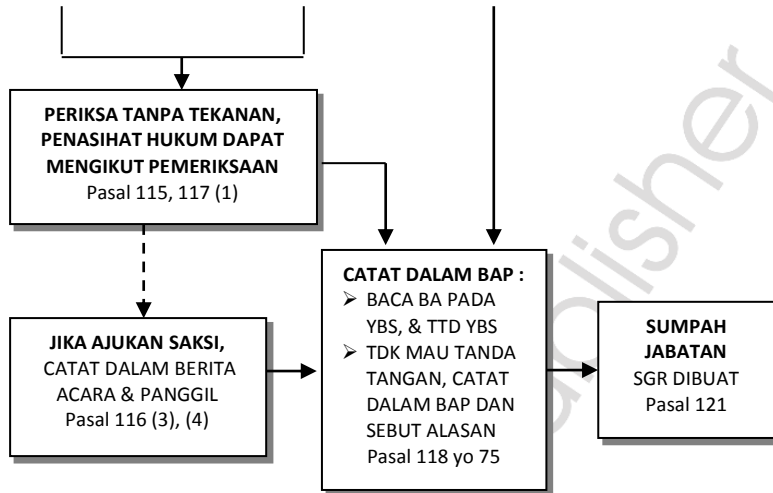 PERIKSA TANPA TEKANAN,
PENASIHAT HUKUM DAPAT
MENGIKUT PEMERIKSAAN
Pasal 115, 117 (1)
JIKA AJUKAN SAKSI,
CATAT DALAM BERITA
ACARA & PANGGIL
Pasal 116 (3), (4)
CATAT DALAM BAP :
➢ BACA BA PADA
YBS, & TTD YBS
➢ TDK MAU TANDA
TANGAN, CATAT
DALAM BAP DAN
SEBUT ALASAN
Pasal 118 yo 75
SUMPAH
JABATAN
SGR DIBUAT
Pasal 121